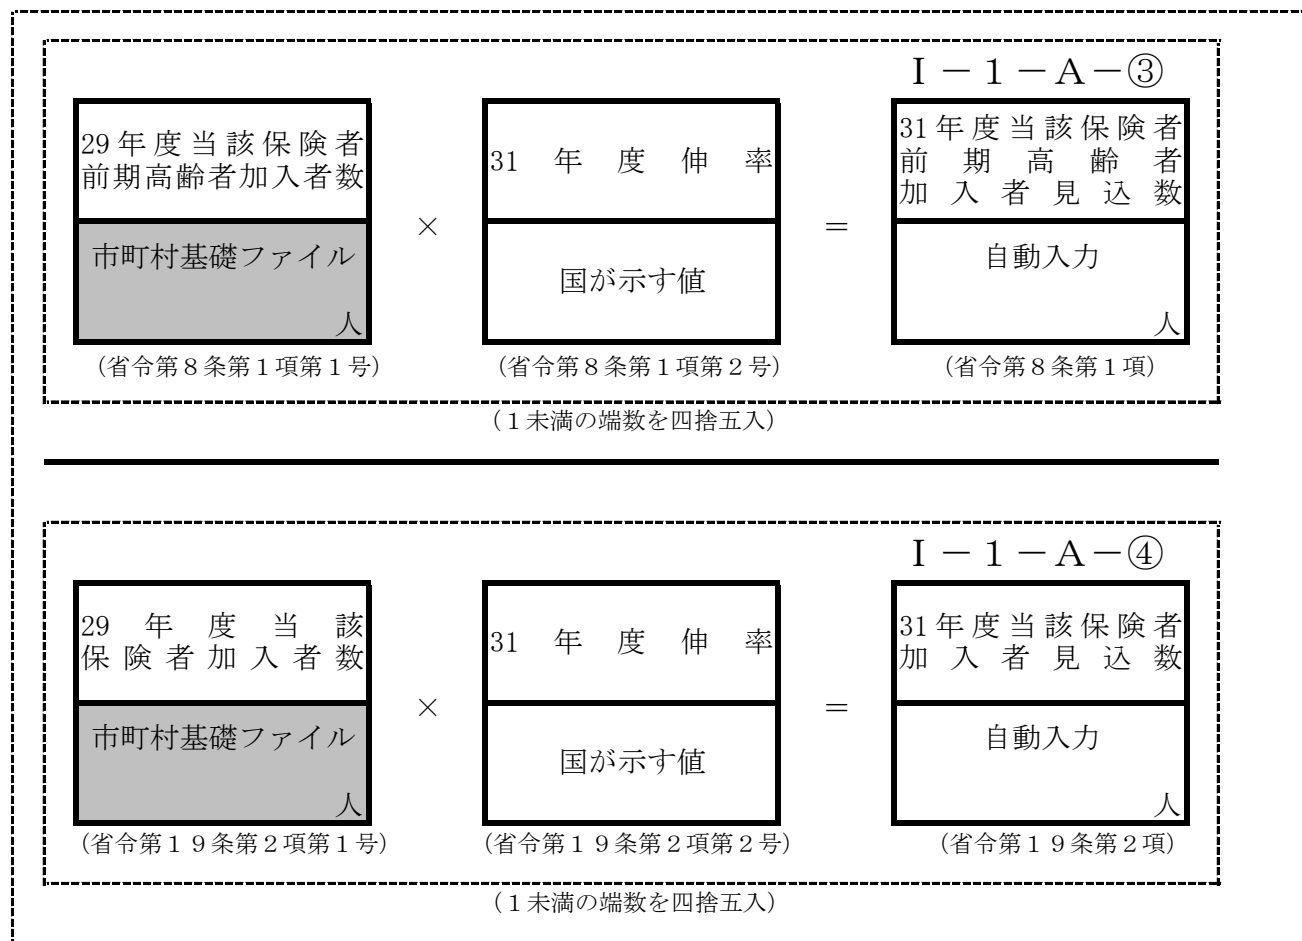 Ⅰ－１－Ａ－③
29年度当該保険者
前期高齢者加入者数
31年度伸率
31年度当該保険者
前期高齢者
加入者見込数
市町村基礎ファイル
人
×
国が示す値
＝
自動入力
人
（省令第８条第１項第１号）
（省令第８条第１項第２号）
（省令第８条第１項）
（１未満の端数を四捨五入）
Ⅰ－１－Ａ－④
29年度当該
保険者加入者数
31年度伸率
31年度当該保険者
加入者見込数
市町村基礎ファイル
人
×
国が示す値
＝
自動入力
人
（省令第１９条第２項第１号）
（省令第１９条第２項第２号）
（省令第１９条第２項）
（１未満の端数を四捨五入）